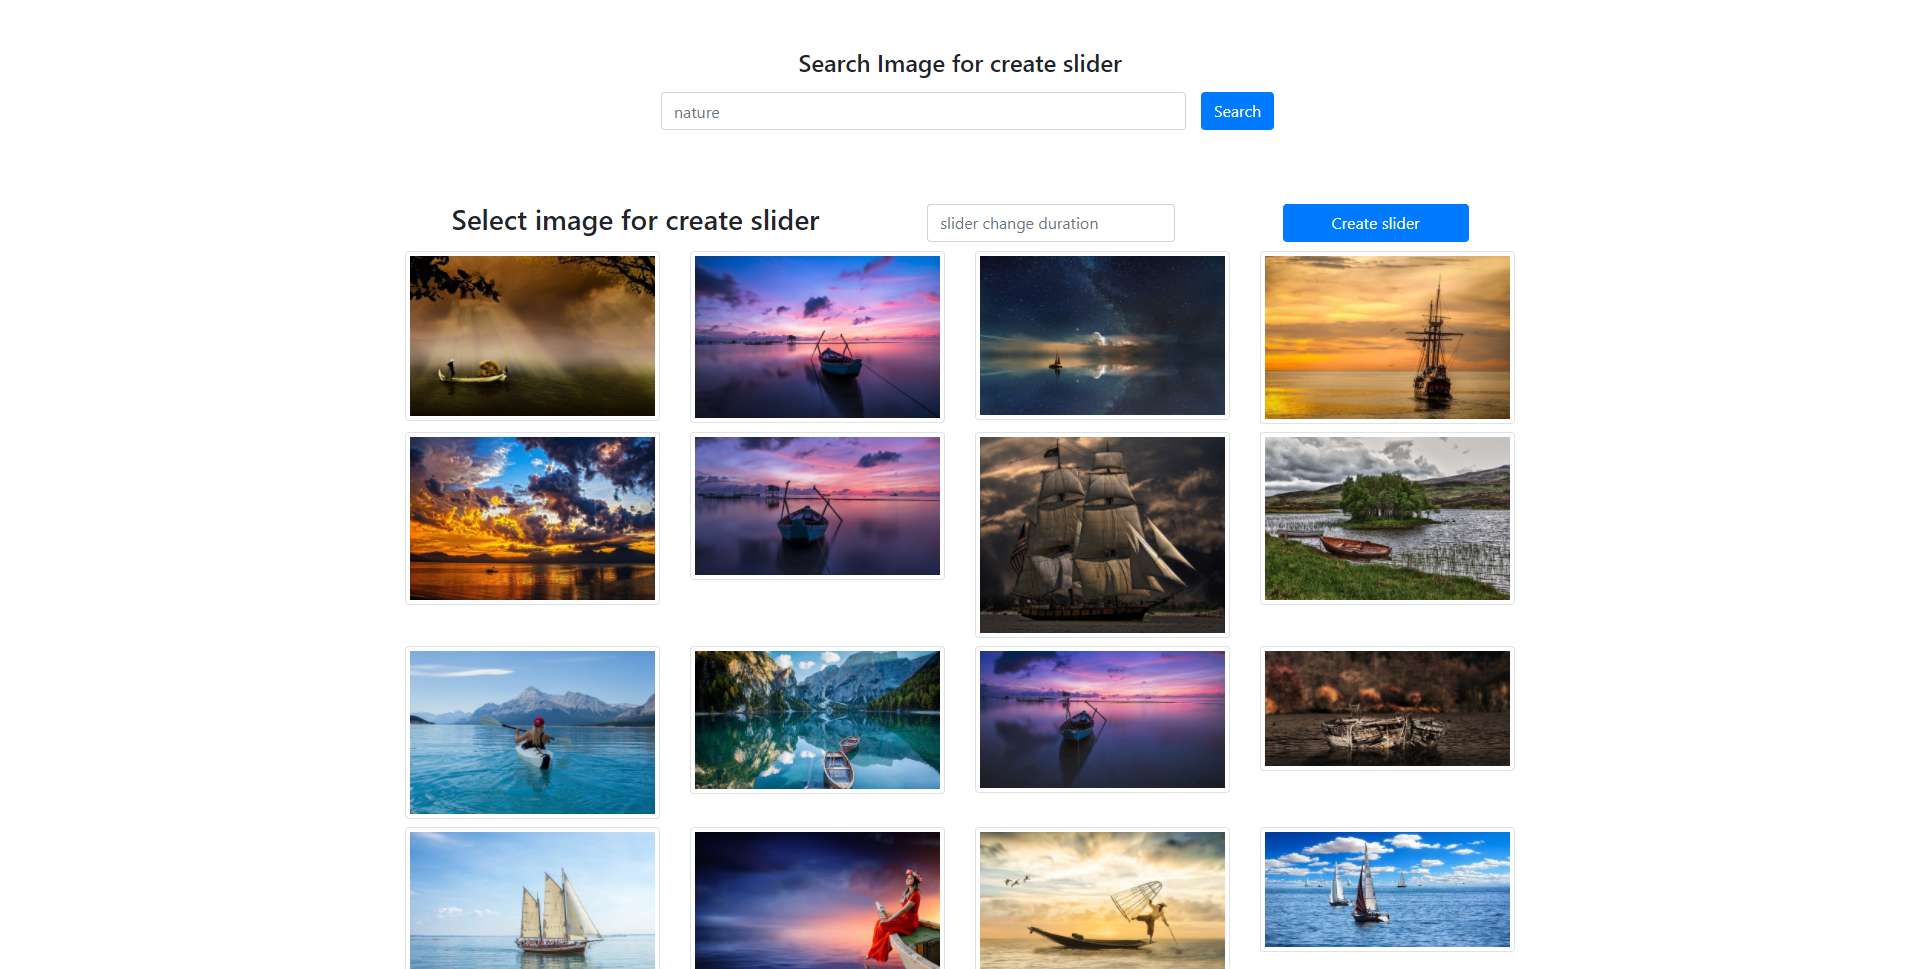 Search Image for create slider
nature
Search
Select image for create slider
slider change duration
Create slider